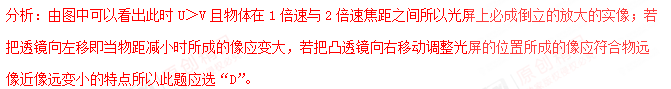 分析：由图中可以看出此时 U＞V 且物体在 1 倍速与 2 倍速焦距之间所以光屏上必成倒立的放大的实像；若
把透镜向左移即当物距减小时所成的像应变大，若把凸透镜向右移动调整光屏的位置所成的像应符合物远
像近像远变小的特点所以此题应选“D”。